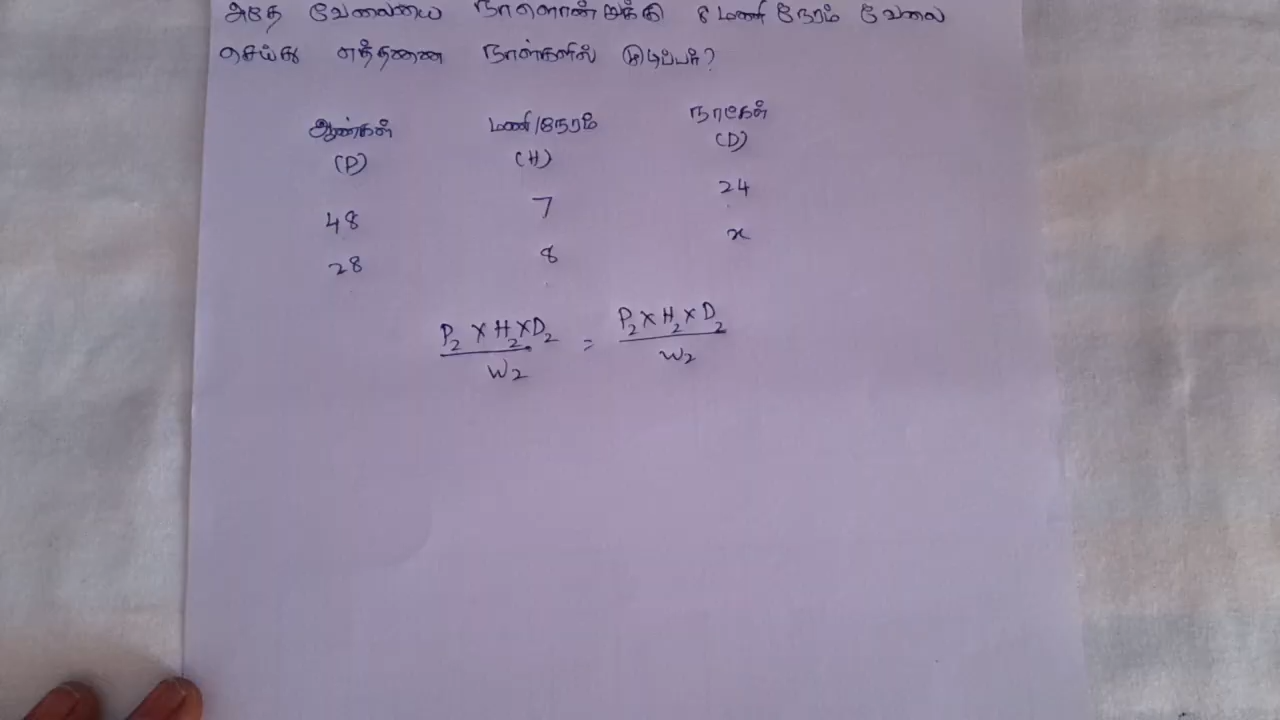 அதே வேலையை நாளொன்றுக்கு 8 மணி நேரம் வேலை
செய்து எத்தனை நாள்களில் முடிப்பர்?
ஆண்கள் மணி/நேரம் நாட்கள்
(P) (H) (D)
48 7 24
28 8 x
P₂ × H₂ × D₂ / W₂ = P₂ × H₂ × D₂ / W₂